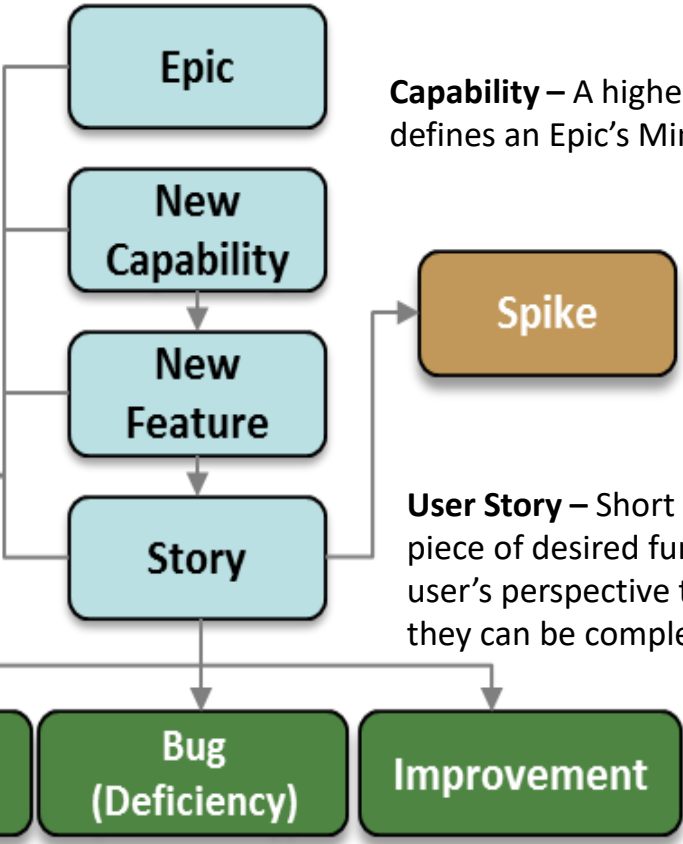 Epic
Capability – A highe
defines an Epic's Mi
New
Capability
Spike
New
Feature
User Story – Short
piece of desired fu
user's perspective
Story
they can be comple
Bug
(Deficiency)
Improvement